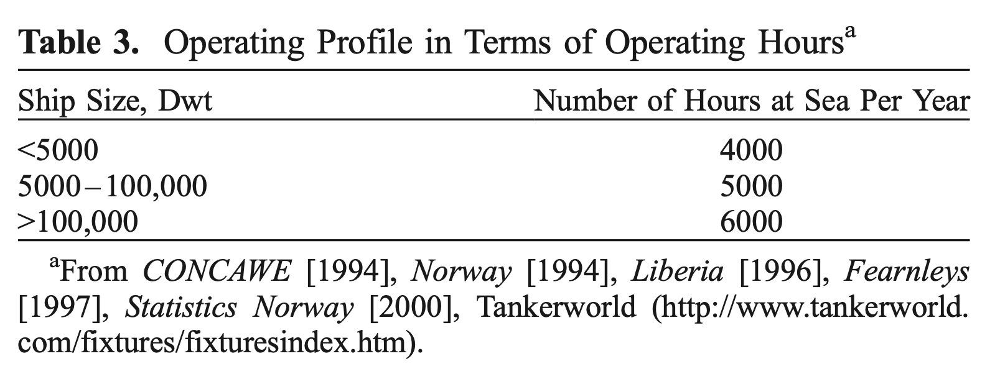 Table 3. Operating Profile in Terms of Operating Hoursᵃ
Ship Size, Dwt Number of Hours at Sea Per Year
<5000 4000
5000–100,000 5000
>100,000 6000
ᵃFrom CONCAWE [1994], Norway [1994], Liberia [1996], Fearnleys
[1997], Statistics Norway [2000], Tankerworld (http://www.tankerworld.
com/fixtures/fixturesindex.htm).